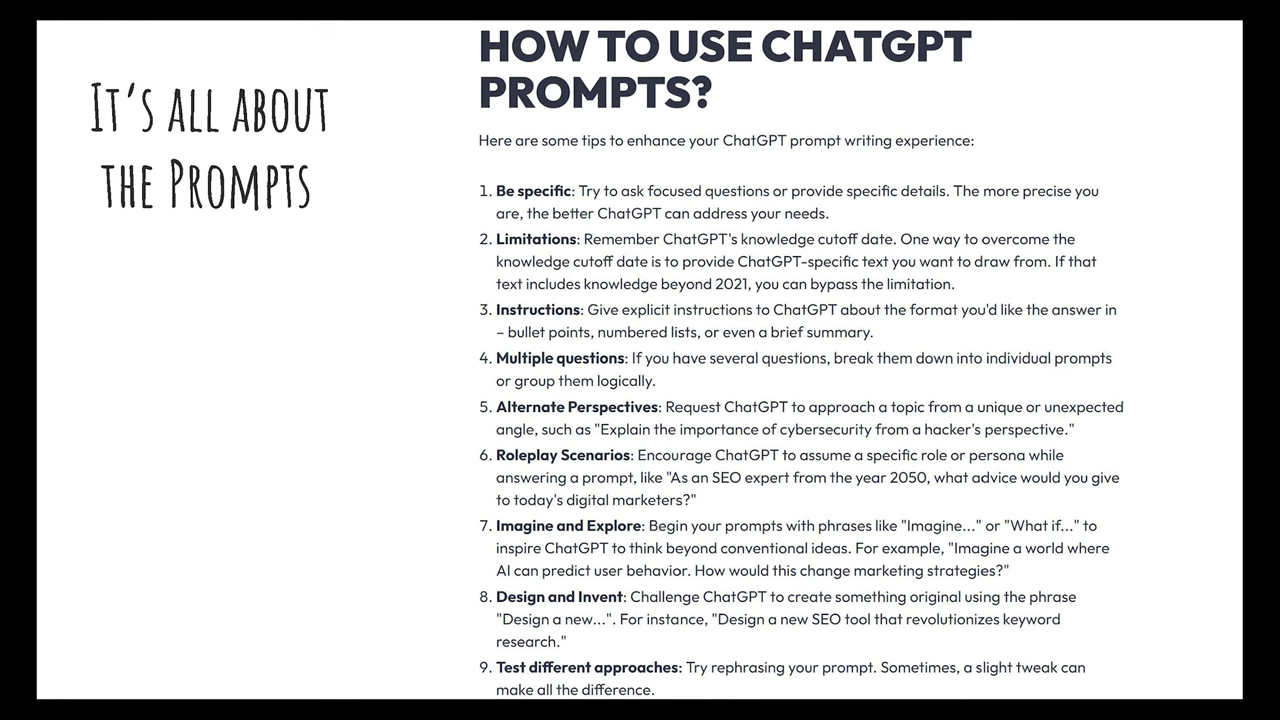 It's all about
the Prompts
HOW TO USE CHATGPT
PROMPTS?
Here are some tips to enhance your ChatGPT prompt writing experience:
1. Be specific: Try to ask focused questions or provide specific details. The more precise you
are, the better ChatGPT can address your needs.
2. Limitations: Remember ChatGPT's knowledge cutoff date. One way to overcome the
knowledge cutoff date is to provide ChatGPT-specific text you want to draw from. If that
text includes knowledge beyond 2021, you can bypass the limitation.
3. Instructions: Give explicit instructions to ChatGPT about the format you'd like the answer in
– bullet points, numbered lists, or even a brief summary.
4. Multiple questions: If you have several questions, break them down into individual prompts
or group them logically.
5. Alternate Perspectives: Request ChatGPT to approach a topic from a unique or unexpected
angle, such as "Explain the importance of cybersecurity from a hacker's perspective."
6. Roleplay Scenarios: Encourage ChatGPT to assume a specific role or persona while
answering a prompt, like "As an SEO expert from the year 2050, what advice would you give
to today's digital marketers?"
7. Imagine and Explore: Begin your prompts with phrases like "Imagine..." or "What if..." to
inspire ChatGPT to think beyond conventional ideas. For example, "Imagine a world where
AI can predict user behavior. How would this change marketing strategies?"
8. Design and Invent: Challenge ChatGPT to create something original using the phrase
"Design a new...". For instance, "Design a new SEO tool that revolutionizes keyword
research."
9. Test different approaches: Try rephrasing your prompt. Sometimes, a slight tweak can
make all the difference.